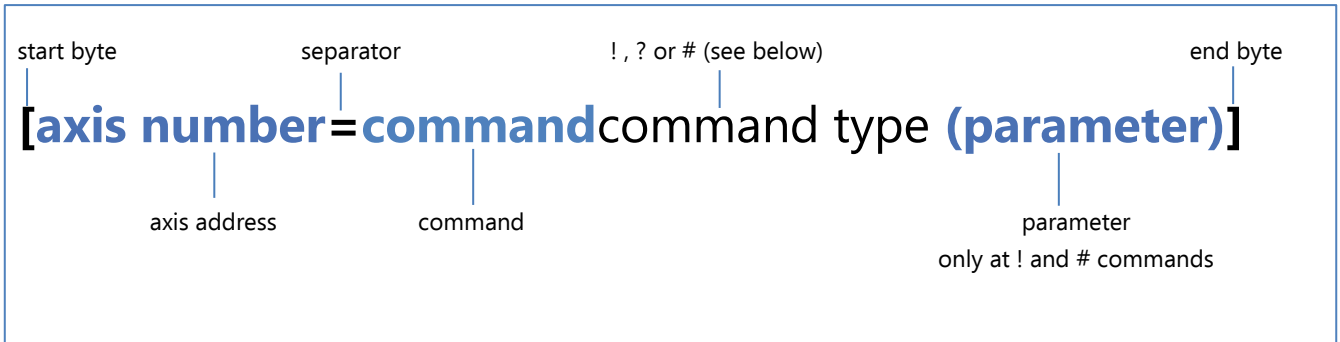 start byte separator ! , ? or # (see below) end byte
[axis number=commandcommand type (parameter)]
axis address command parameter
only at ! and # commands